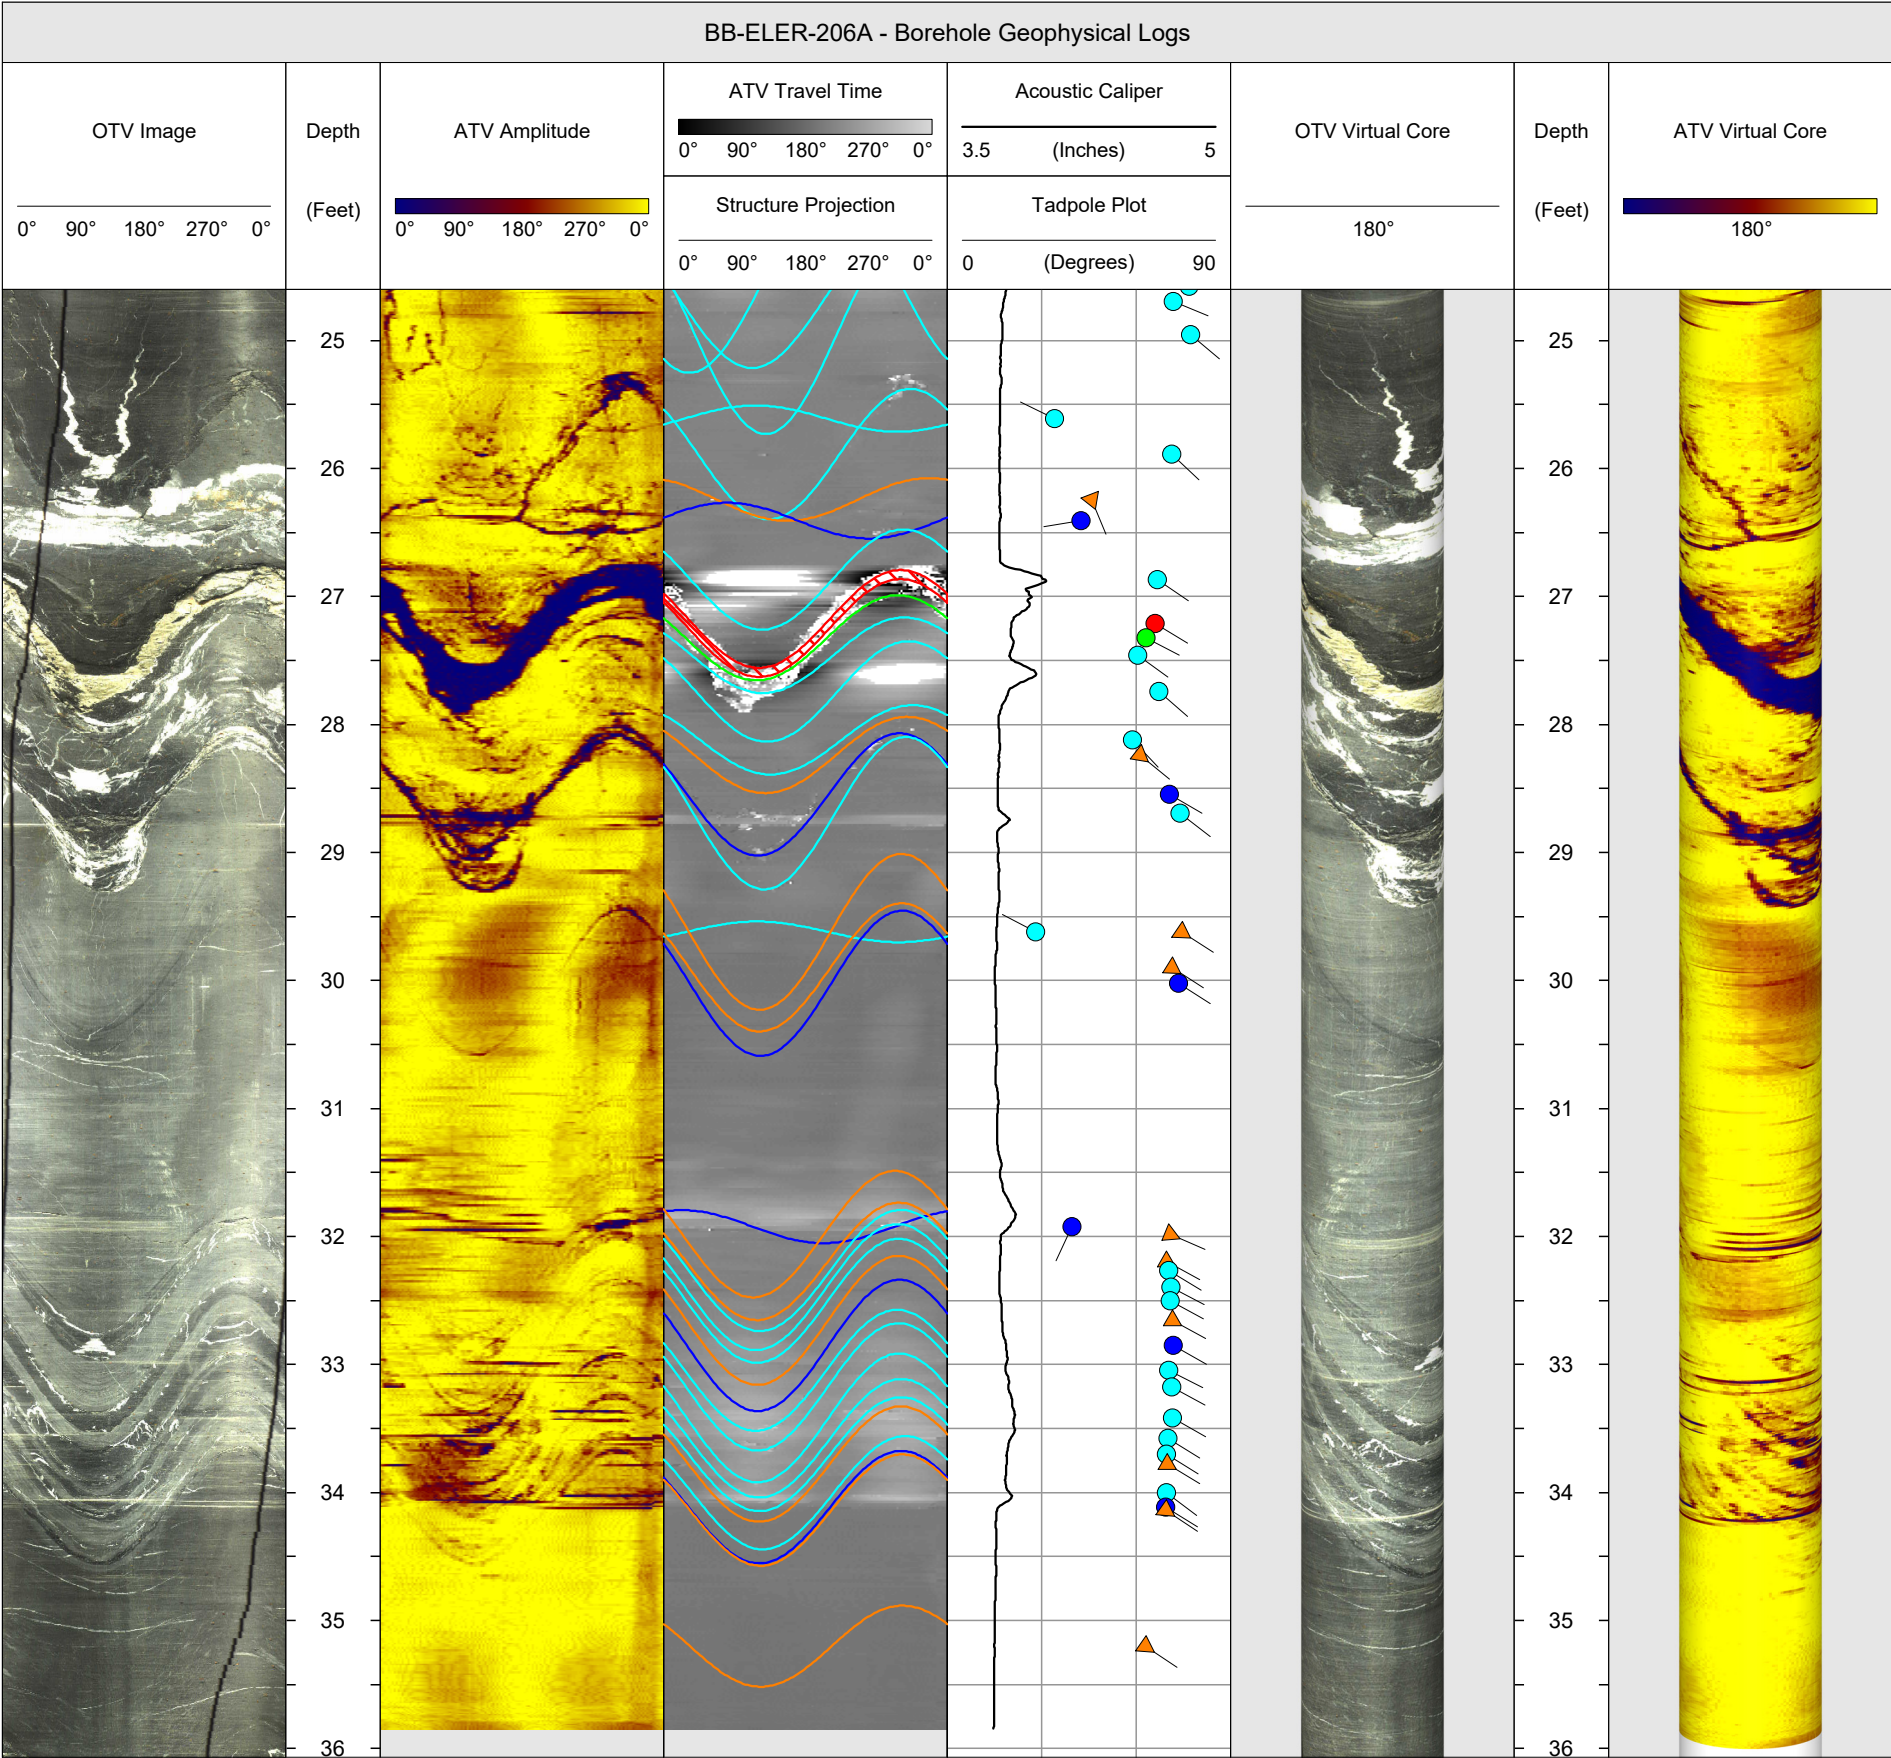 BB-ELER-206A - Borehole Geophysical Logs
OTV Image
0° 90° 180° 270° 0°
Depth
(Feet)
ATV Amplitude
0° 90° 180° 270° 0°
ATV Travel Time
0° 90° 180° 270° 0°
Structure Projection
0° 90° 180° 270° 0°
Acoustic Caliper
3.5 (Inches) 5
Tadpole Plot
0 (Degrees) 90
OTV Virtual Core
180°
Depth
(Feet)
ATV Virtual Core
180°
25 25
26 26
27 27
28 28
29 29
30 30
31 31
32 32
33 33
34 34
35 35
36 36